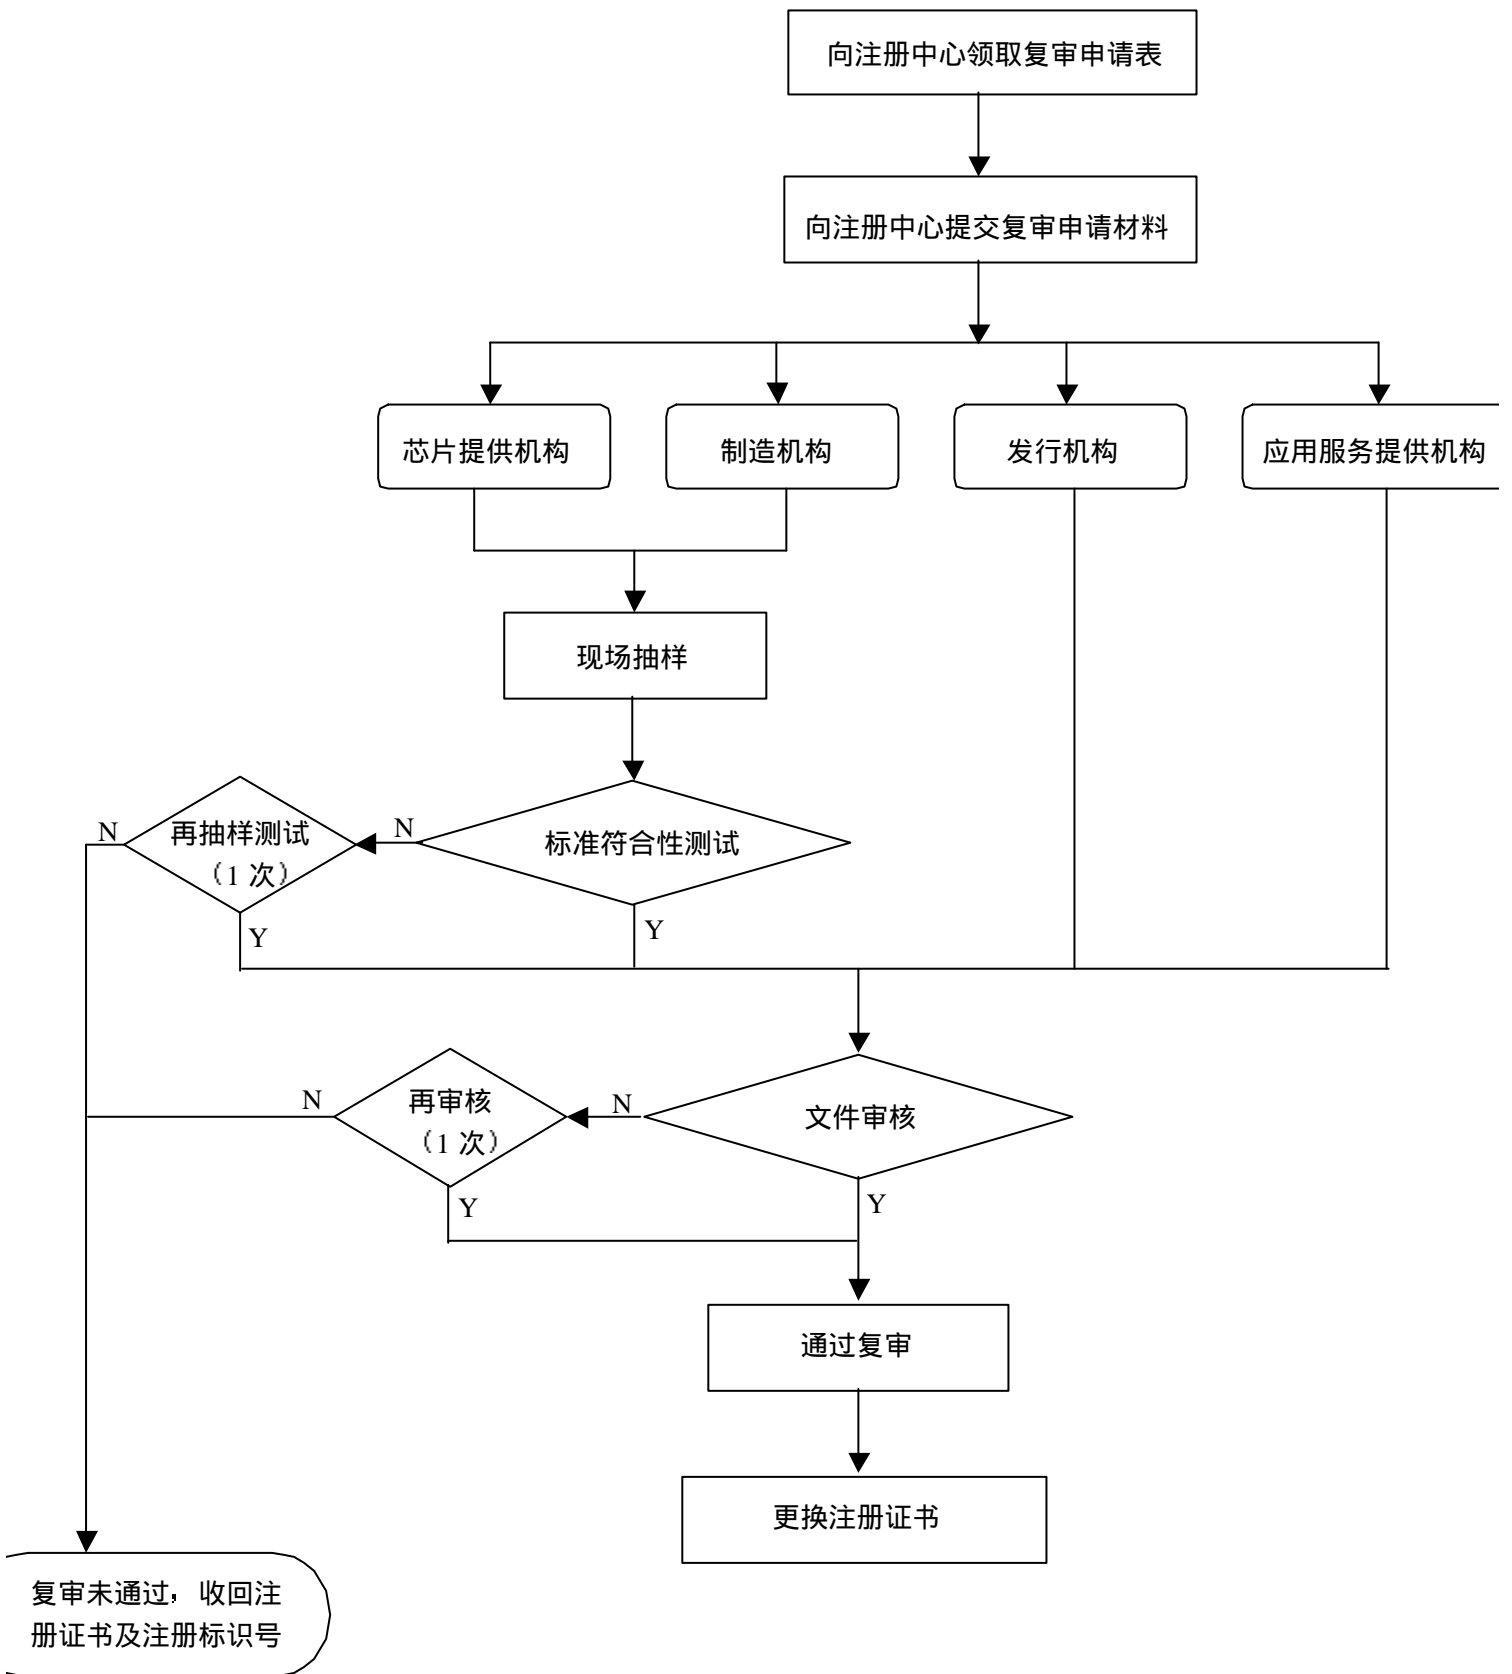 向注册中心领取复审申请表
向注册中心提交复审申请材料
芯片提供机构
制造机构
发行机构
应用服务提供机构
现场抽样
标准符合性测试
N
再抽样测试
（1 次）
N
Y
Y
文件审核
N
再审核
（1 次）
N
Y
Y
通过复审
更换注册证书
复审未通过，收回注
册证书及注册标识号